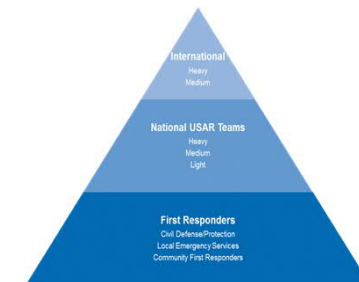 International
Heavy
Medium
National USAR Teams
Heavy
Medium
Light
First Responders
Civil Defense/Protection
Local Emergency Services
Community First Responders